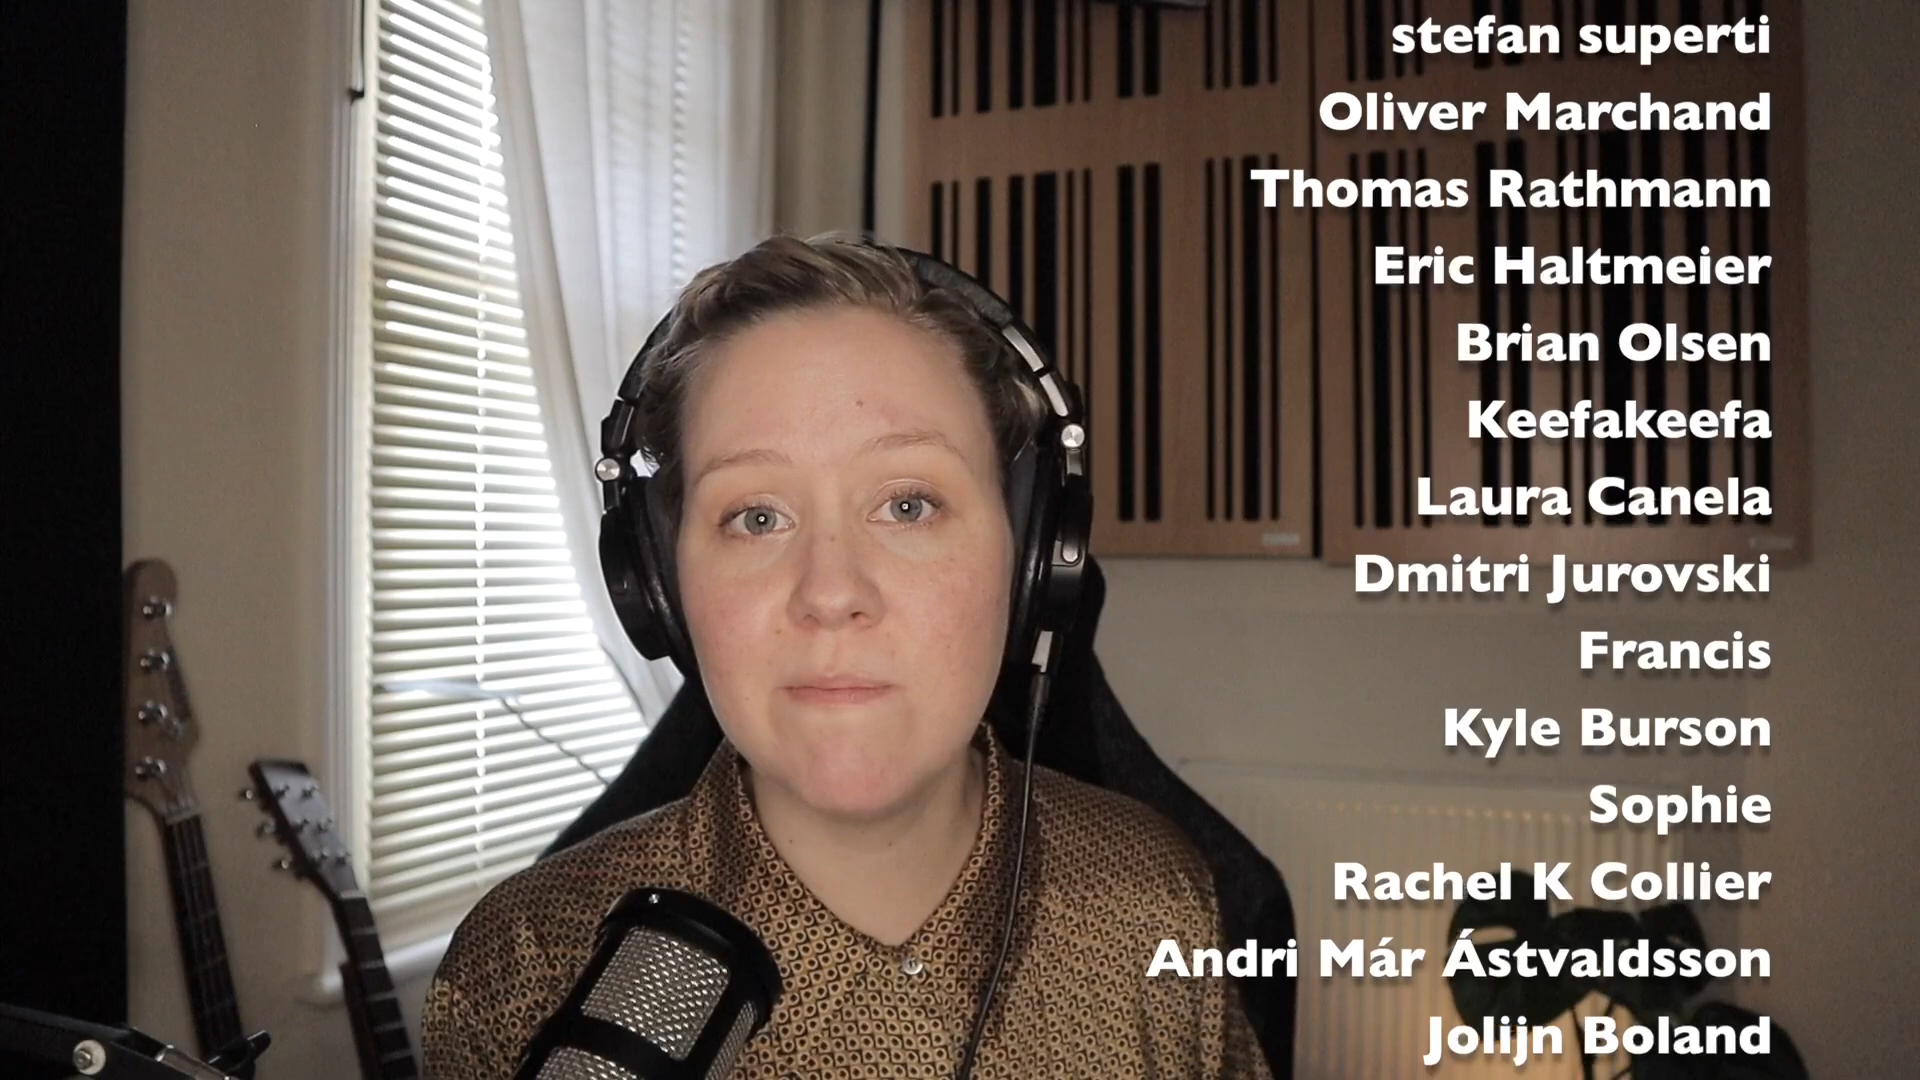 stefan superti
Oliver Marchand
Thomas Rathmann
Eric Haltmeier
Brian Olsen
Keefakeefa
Laura Canela
Dmitri Jurovski
Francis
Kyle Burson
Sophie
Rachel K Collier
Andri Már Ástvaldsson
Jolijn Boland